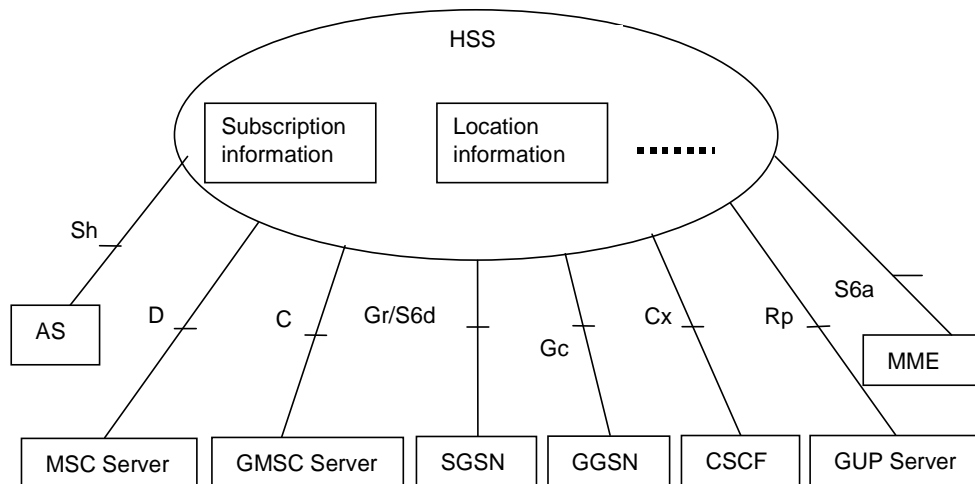 HSS
Subscription
information
Location
information
Sh
S6a
AS
D
C
Gr/S6d
Gc
Cx
Rp
MME
MSC Server
GMSC Server
SGSN
GGSN
CSCF
GUP Server